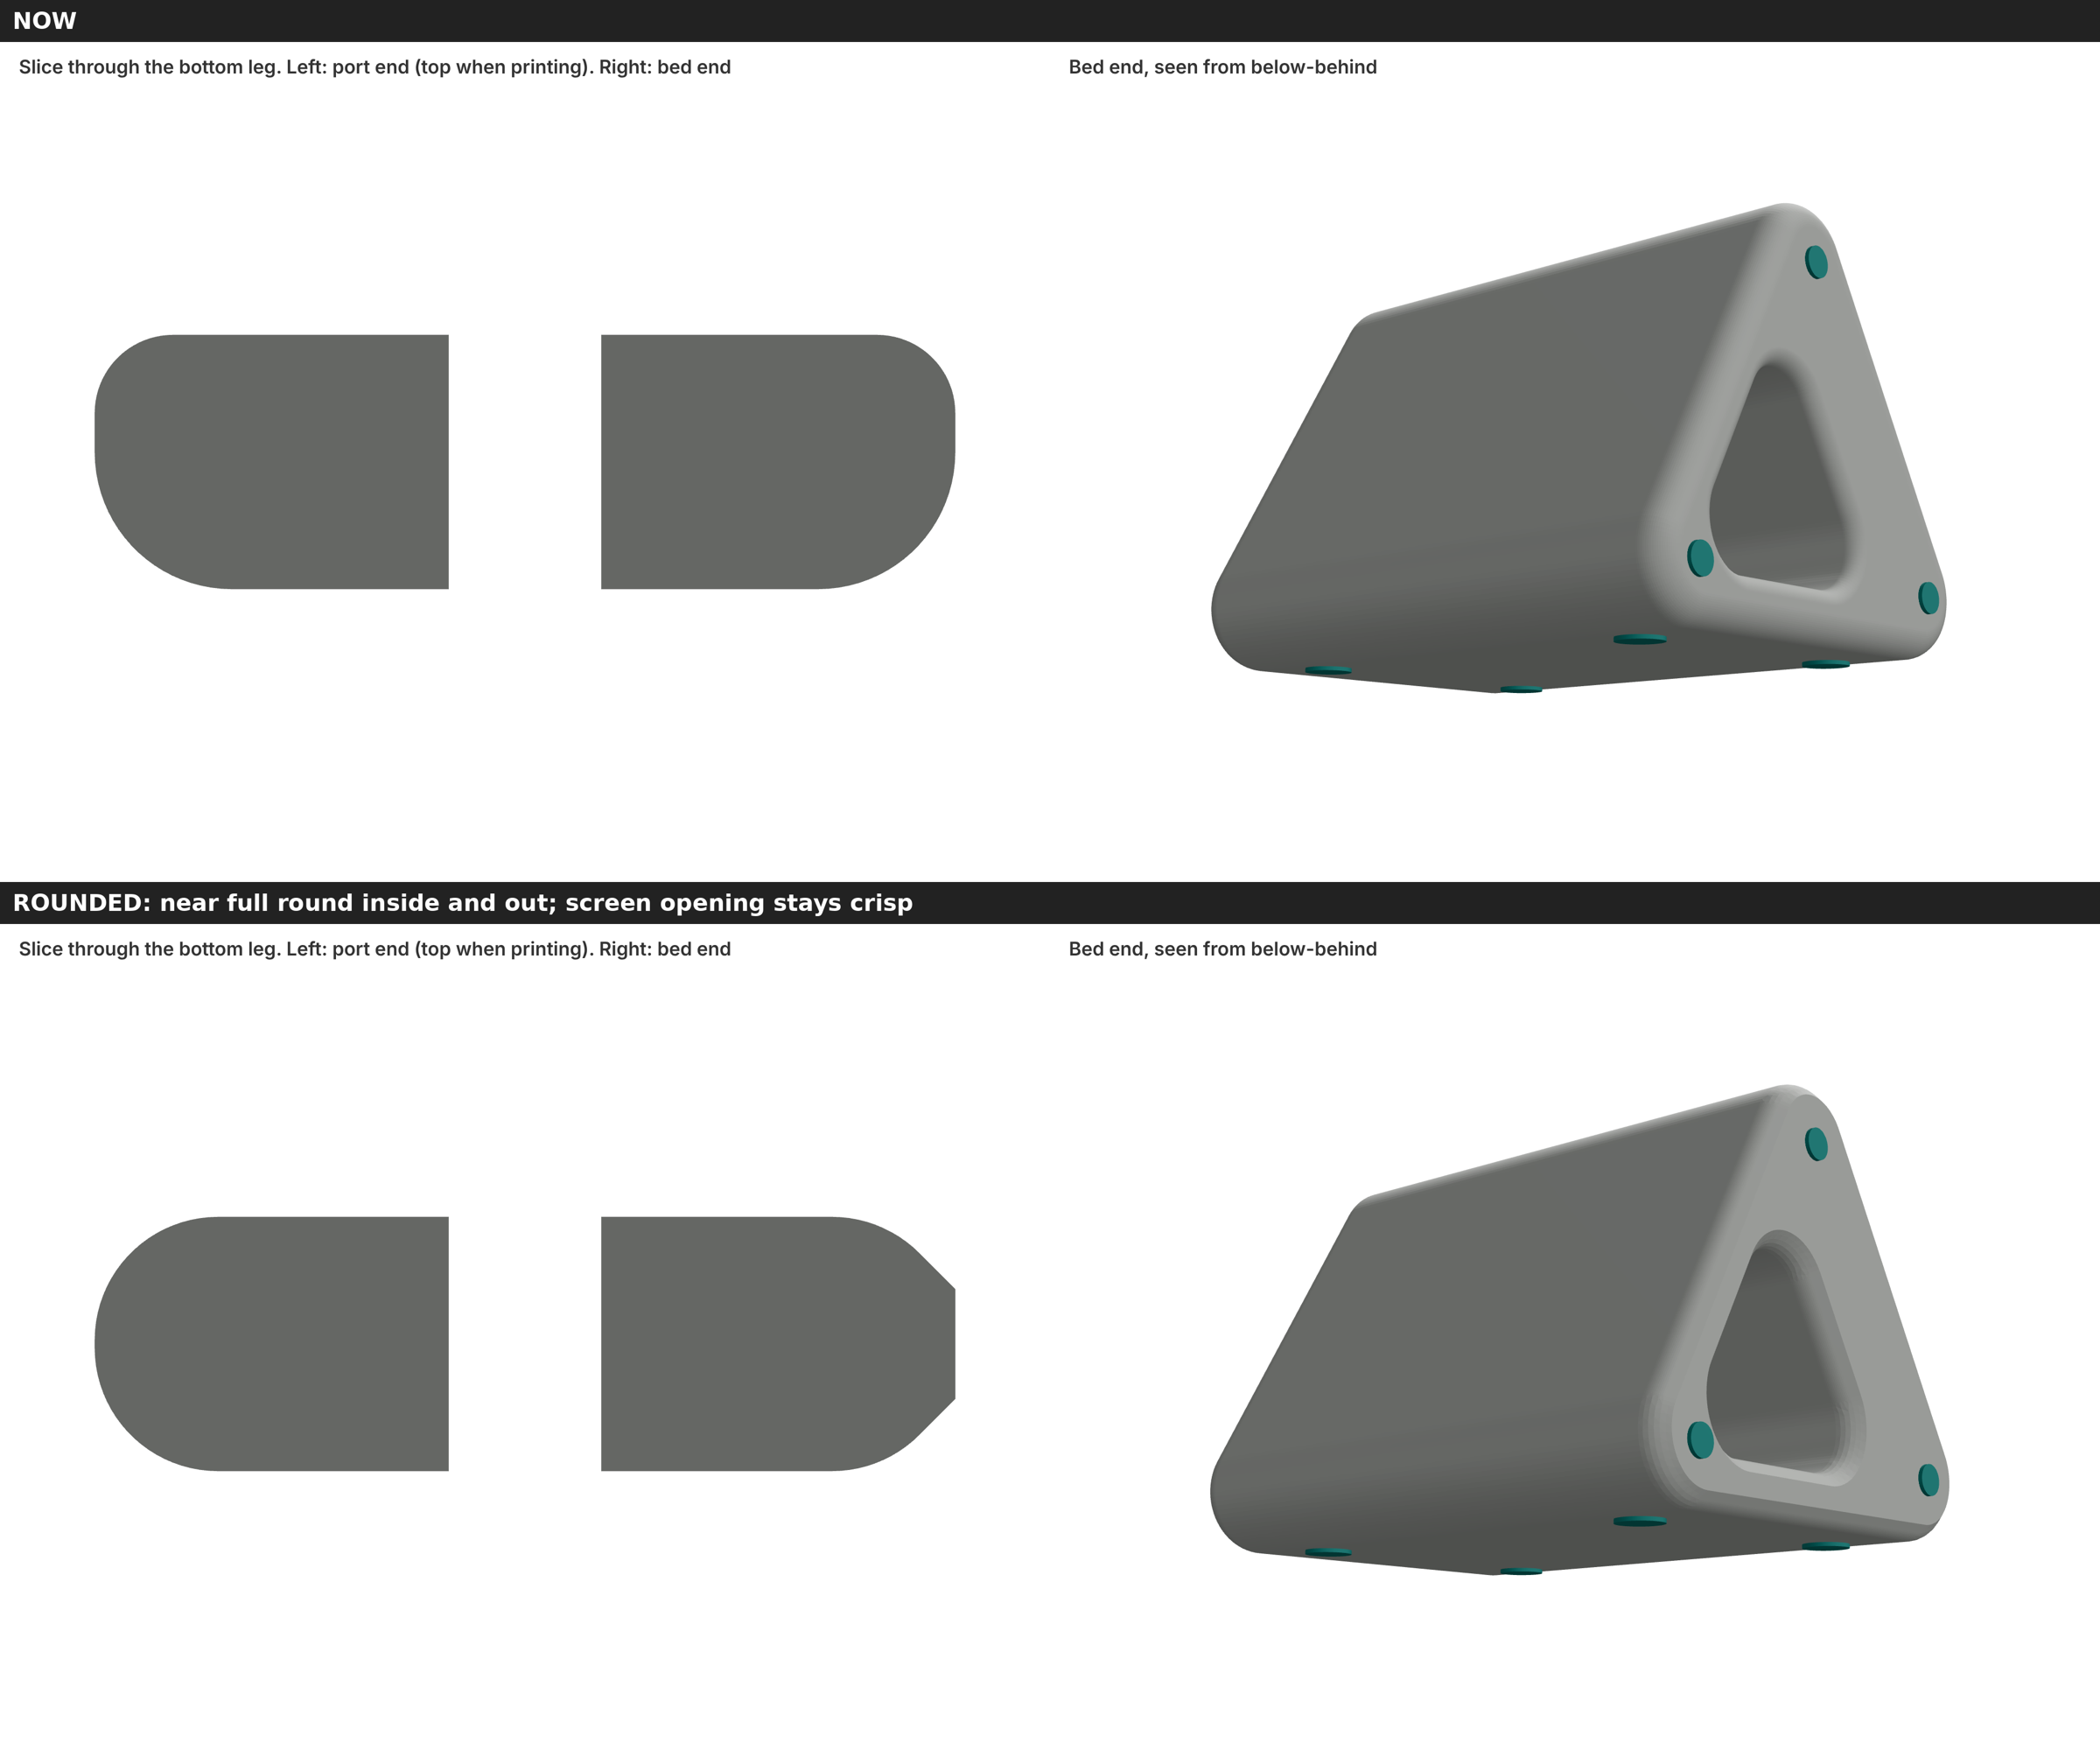 NOW
Slice through the bottom leg. Left: port end (top when printing). Right: bed end
Bed end, seen from below-behind
ROUNDED: near full round inside and out; screen opening stays crisp
Slice through the bottom leg. Left: port end (top when printing). Right: bed end
Bed end, seen from below-behind